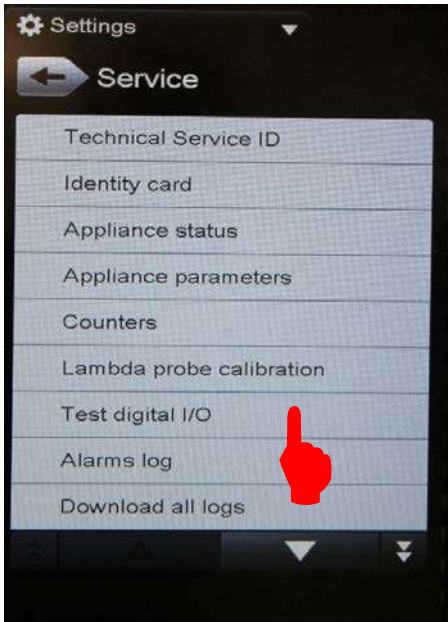 Settings
Service
Technical Service ID
Identity card
Appliance status
Appliance parameters
Counters
Lambda probe calibration
Test digital I/O
Alarms log
Download all logs